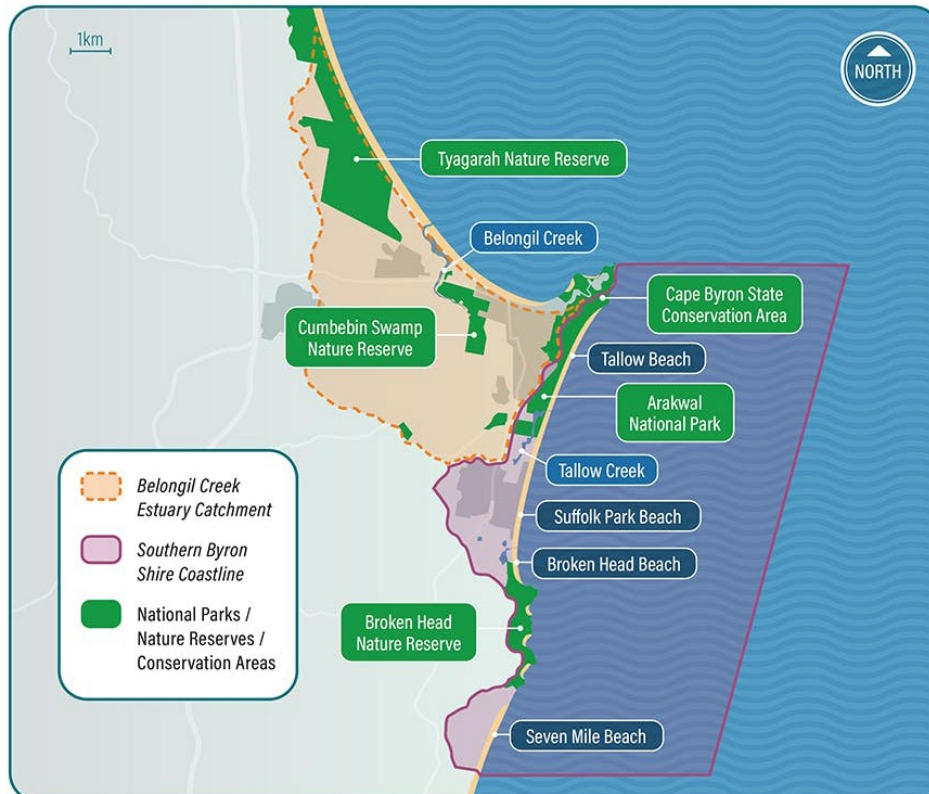 1km
NORTH
Tyagarah Nature Reserve
Belongil Creek
Cape Byron State
Conservation Area
Cumbebin Swamp
Nature Reserve
Tallow Beach
Arakwal
National Park
Tallow Creek
Suffolk Park Beach
Broken Head Beach
Broken Head
Nature Reserve
Seven Mile Beach
Belongil Creek
Estuary Catchment
Southern Byron
Shire Coastline
National Parks /
Nature Reserves /
Conservation Areas